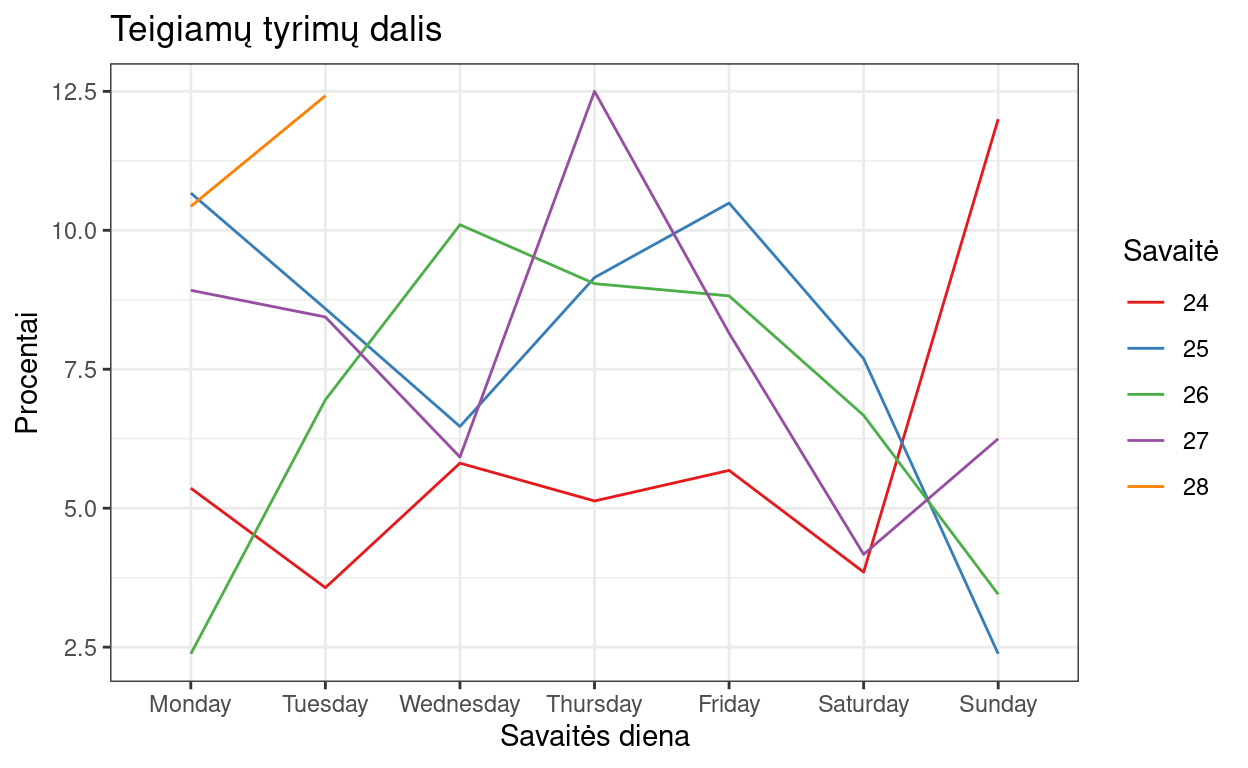 Teigiamų tyrimų dalis
Procentai
12.5
10.0
7.5
5.0
2.5
Monday Tuesday Wednesday Thursday Friday Saturday Sunday
Savaitės diena
Savaitė
24
25
26
27
28